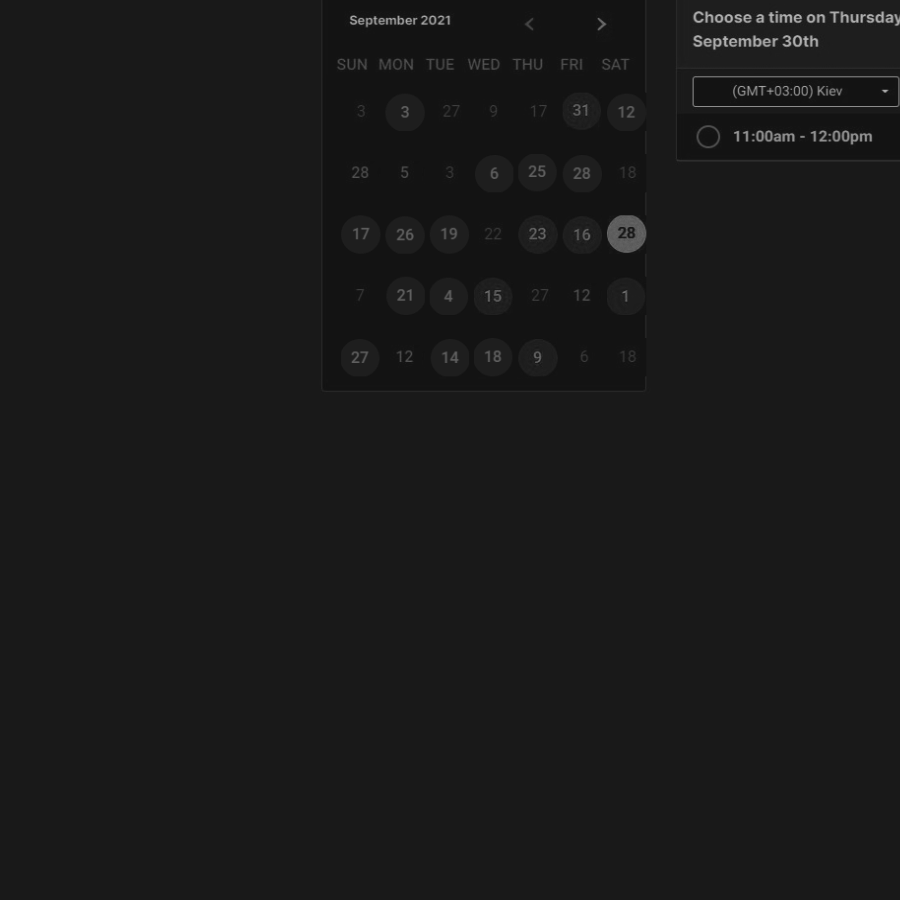 September 2021
SUN MON TUE WED THU FRI SAT
3 3 27 9 17 31 12
28 5 3 6 25 28 18
17 26 19 22 23 16 28
7 21 4 15 27 12 1
27 12 14 18 9 6 18
Choose a time on Thursday
September 30th
(GMT+03:00) Kiev
11:00am - 12:00pm